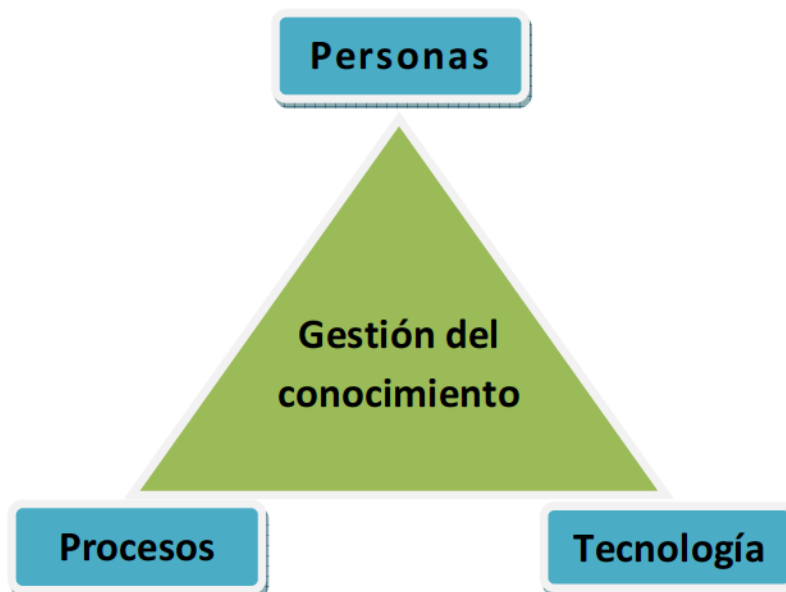 Personas
Gestión del
conocimiento
Procesos
Tecnología